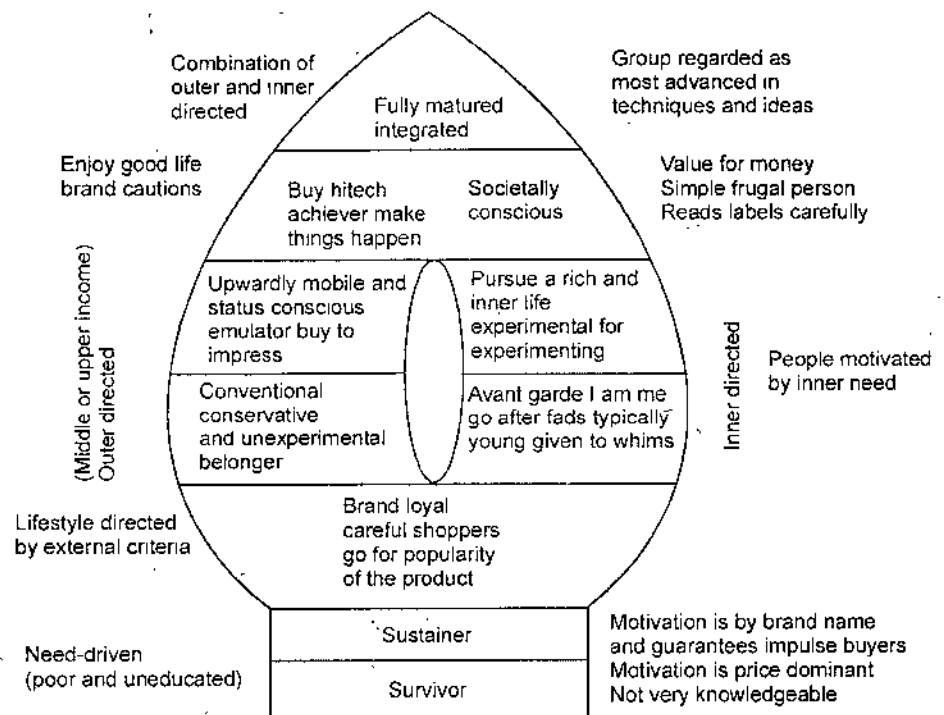 Combination of
outer and inner
directed
Fully matured
integrated
Group regarded as
most advanced in
techniques and ideas
Enjoy good life
brand cautions
Buy hitech
achiever make
things happen
Societally
conscious
Value for money
Simple frugal person
Reads labels carefully
(Middle or upper income)
Outer directed
Upwardly mobile and
status conscious
emulator buy to
impress
Pursue a rich and
inner life
experimental for
experimenting
Conventional
conservative
and unexperimental
belonger
Avant garde I am me
go after fads typically
young given to whims
Inner directed
People motivated
by inner need
Lifestyle directed
by external criteria
Brand loyal
careful shoppers
go for popularity
of the product
Need-driven
(poor and uneducated)
Sustainer
Survivor
Motivation is by brand name
and guarantees impulse buyers
Motivation is price dominant
Not very knowledgeable